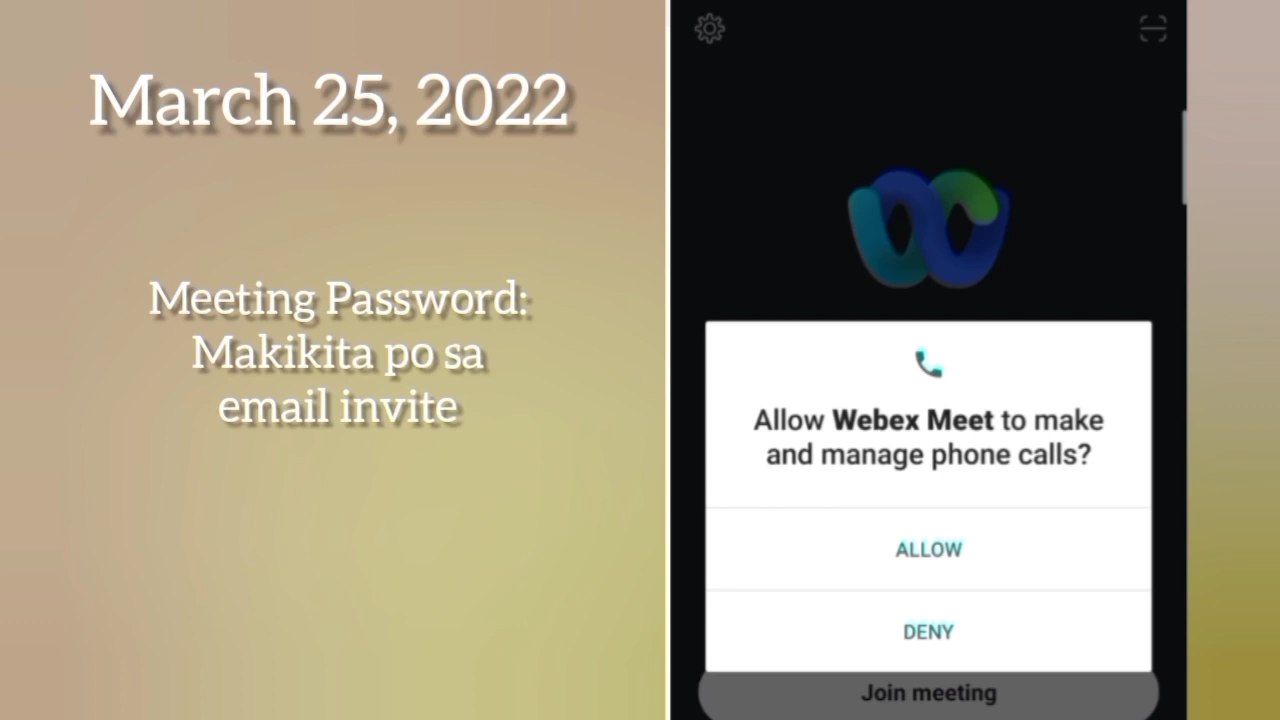 March 25, 2022
Meeting Password:
Makikita po sa
email invite
Allow Webex Meet to make
and manage phone calls?
ALLOW
DENY
Join meeting